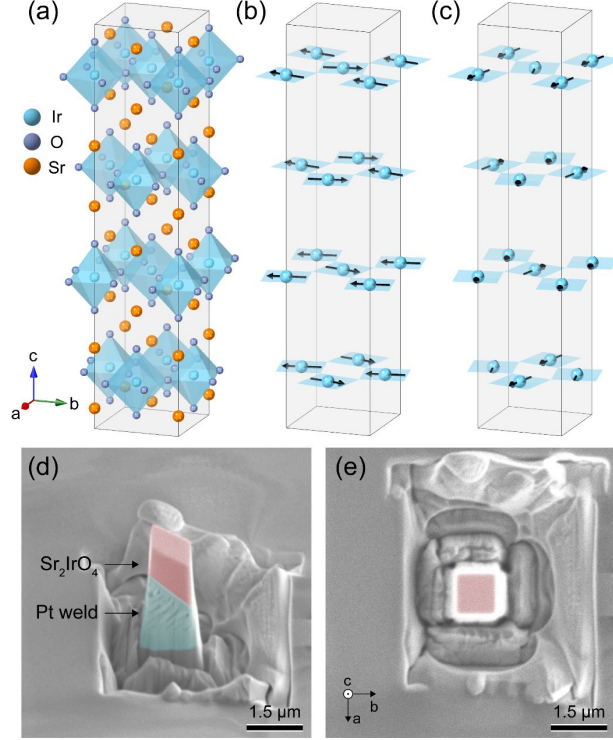 (a)
(b)
(c)
Ir
O
Sr
c
a
b
(d)
(e)
Sr₂IrO₄
Pt weld
1.5 µm
c
b
a
1.5 µm